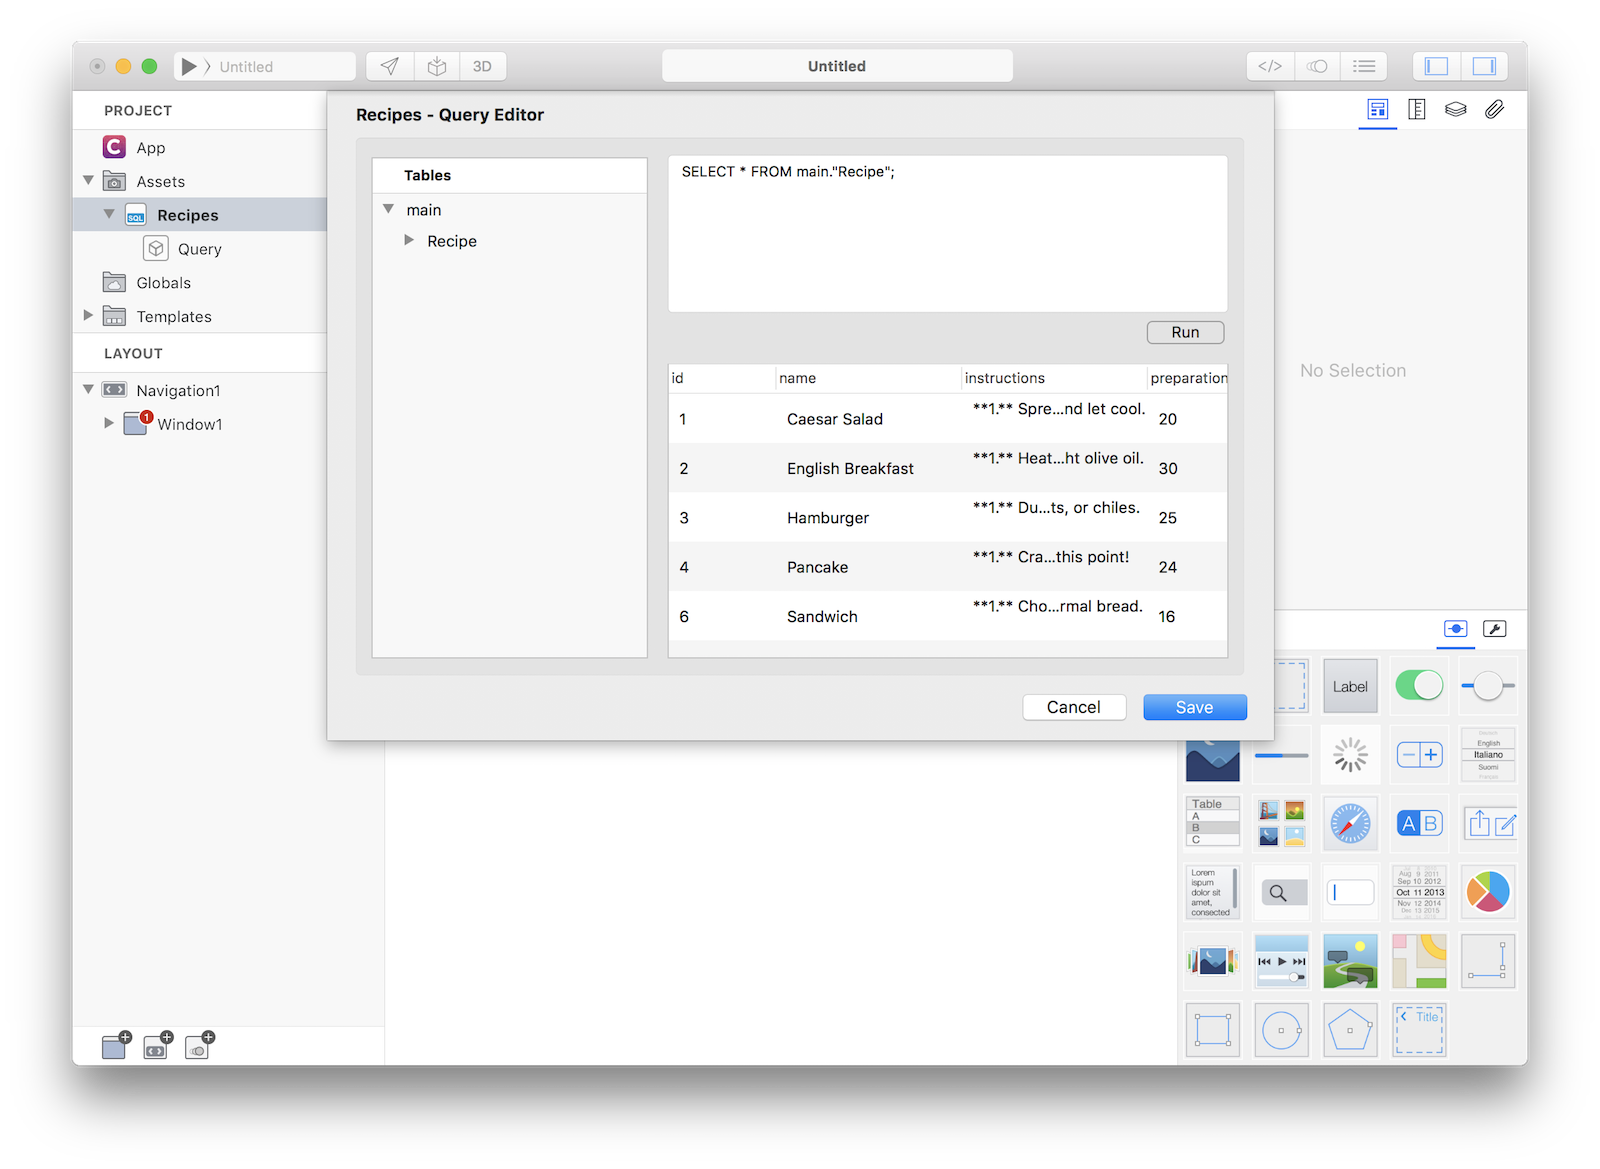 Untitled
3D
Untitled
</>
PROJECT
App
Assets
SQL
Recipes
Query
Globals
Templates
LAYOUT
Navigation1
1
Window1
Recipes - Query Editor
Tables
main
Recipe
SELECT * FROM main."Recipe";
Run
id name instructions preparation
1 Caesar Salad **1.** Spre...nd let cool. 20
2 English Breakfast **1.** Heat...ht olive oil. 30
3 Hamburger **1.** Du...ts, or chiles. 25
4 Pancake **1.** Cra...this point! 24
6 Sandwich **1.** Cho...rmal bread. 16
Cancel
Save
No Selection
Label
English
Italiano
Suomi
Table
A
B
C
A B
Lorem
ispum
dolor sit
amet,
consected
Aug 9 2011
Sep 10 2012
Oct 11 2013
Nov 12 2014
Dec 13 2015
Title